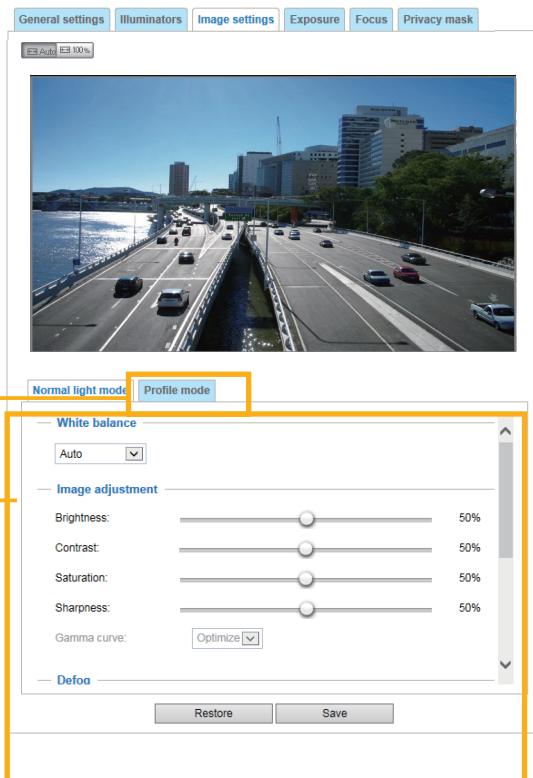 General settings Illuminators Image settings Exposure Focus Privacy mask
Auto 100%
Normal light mode Profile mode
White balance
Auto
Image adjustment
Brightness: 50%
Contrast: 50%
Saturation: 50%
Sharpness: 50%
Gamma curve: Optimize
Defog
Restore Save